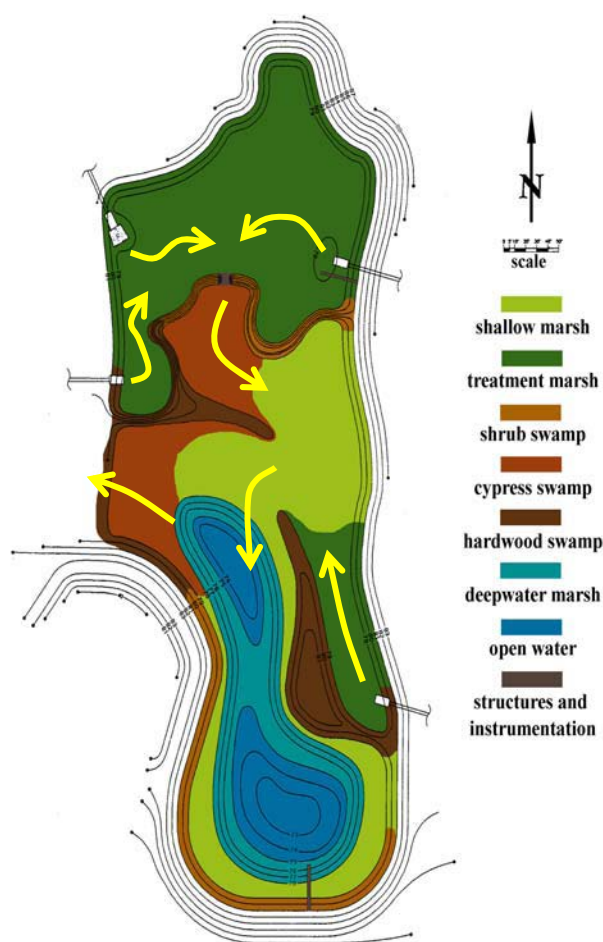 N
scale
shallow marsh
treatment marsh
shrub swamp
cypress swamp
hardwood swamp
deepwater marsh
open water
structures and
instrumentation